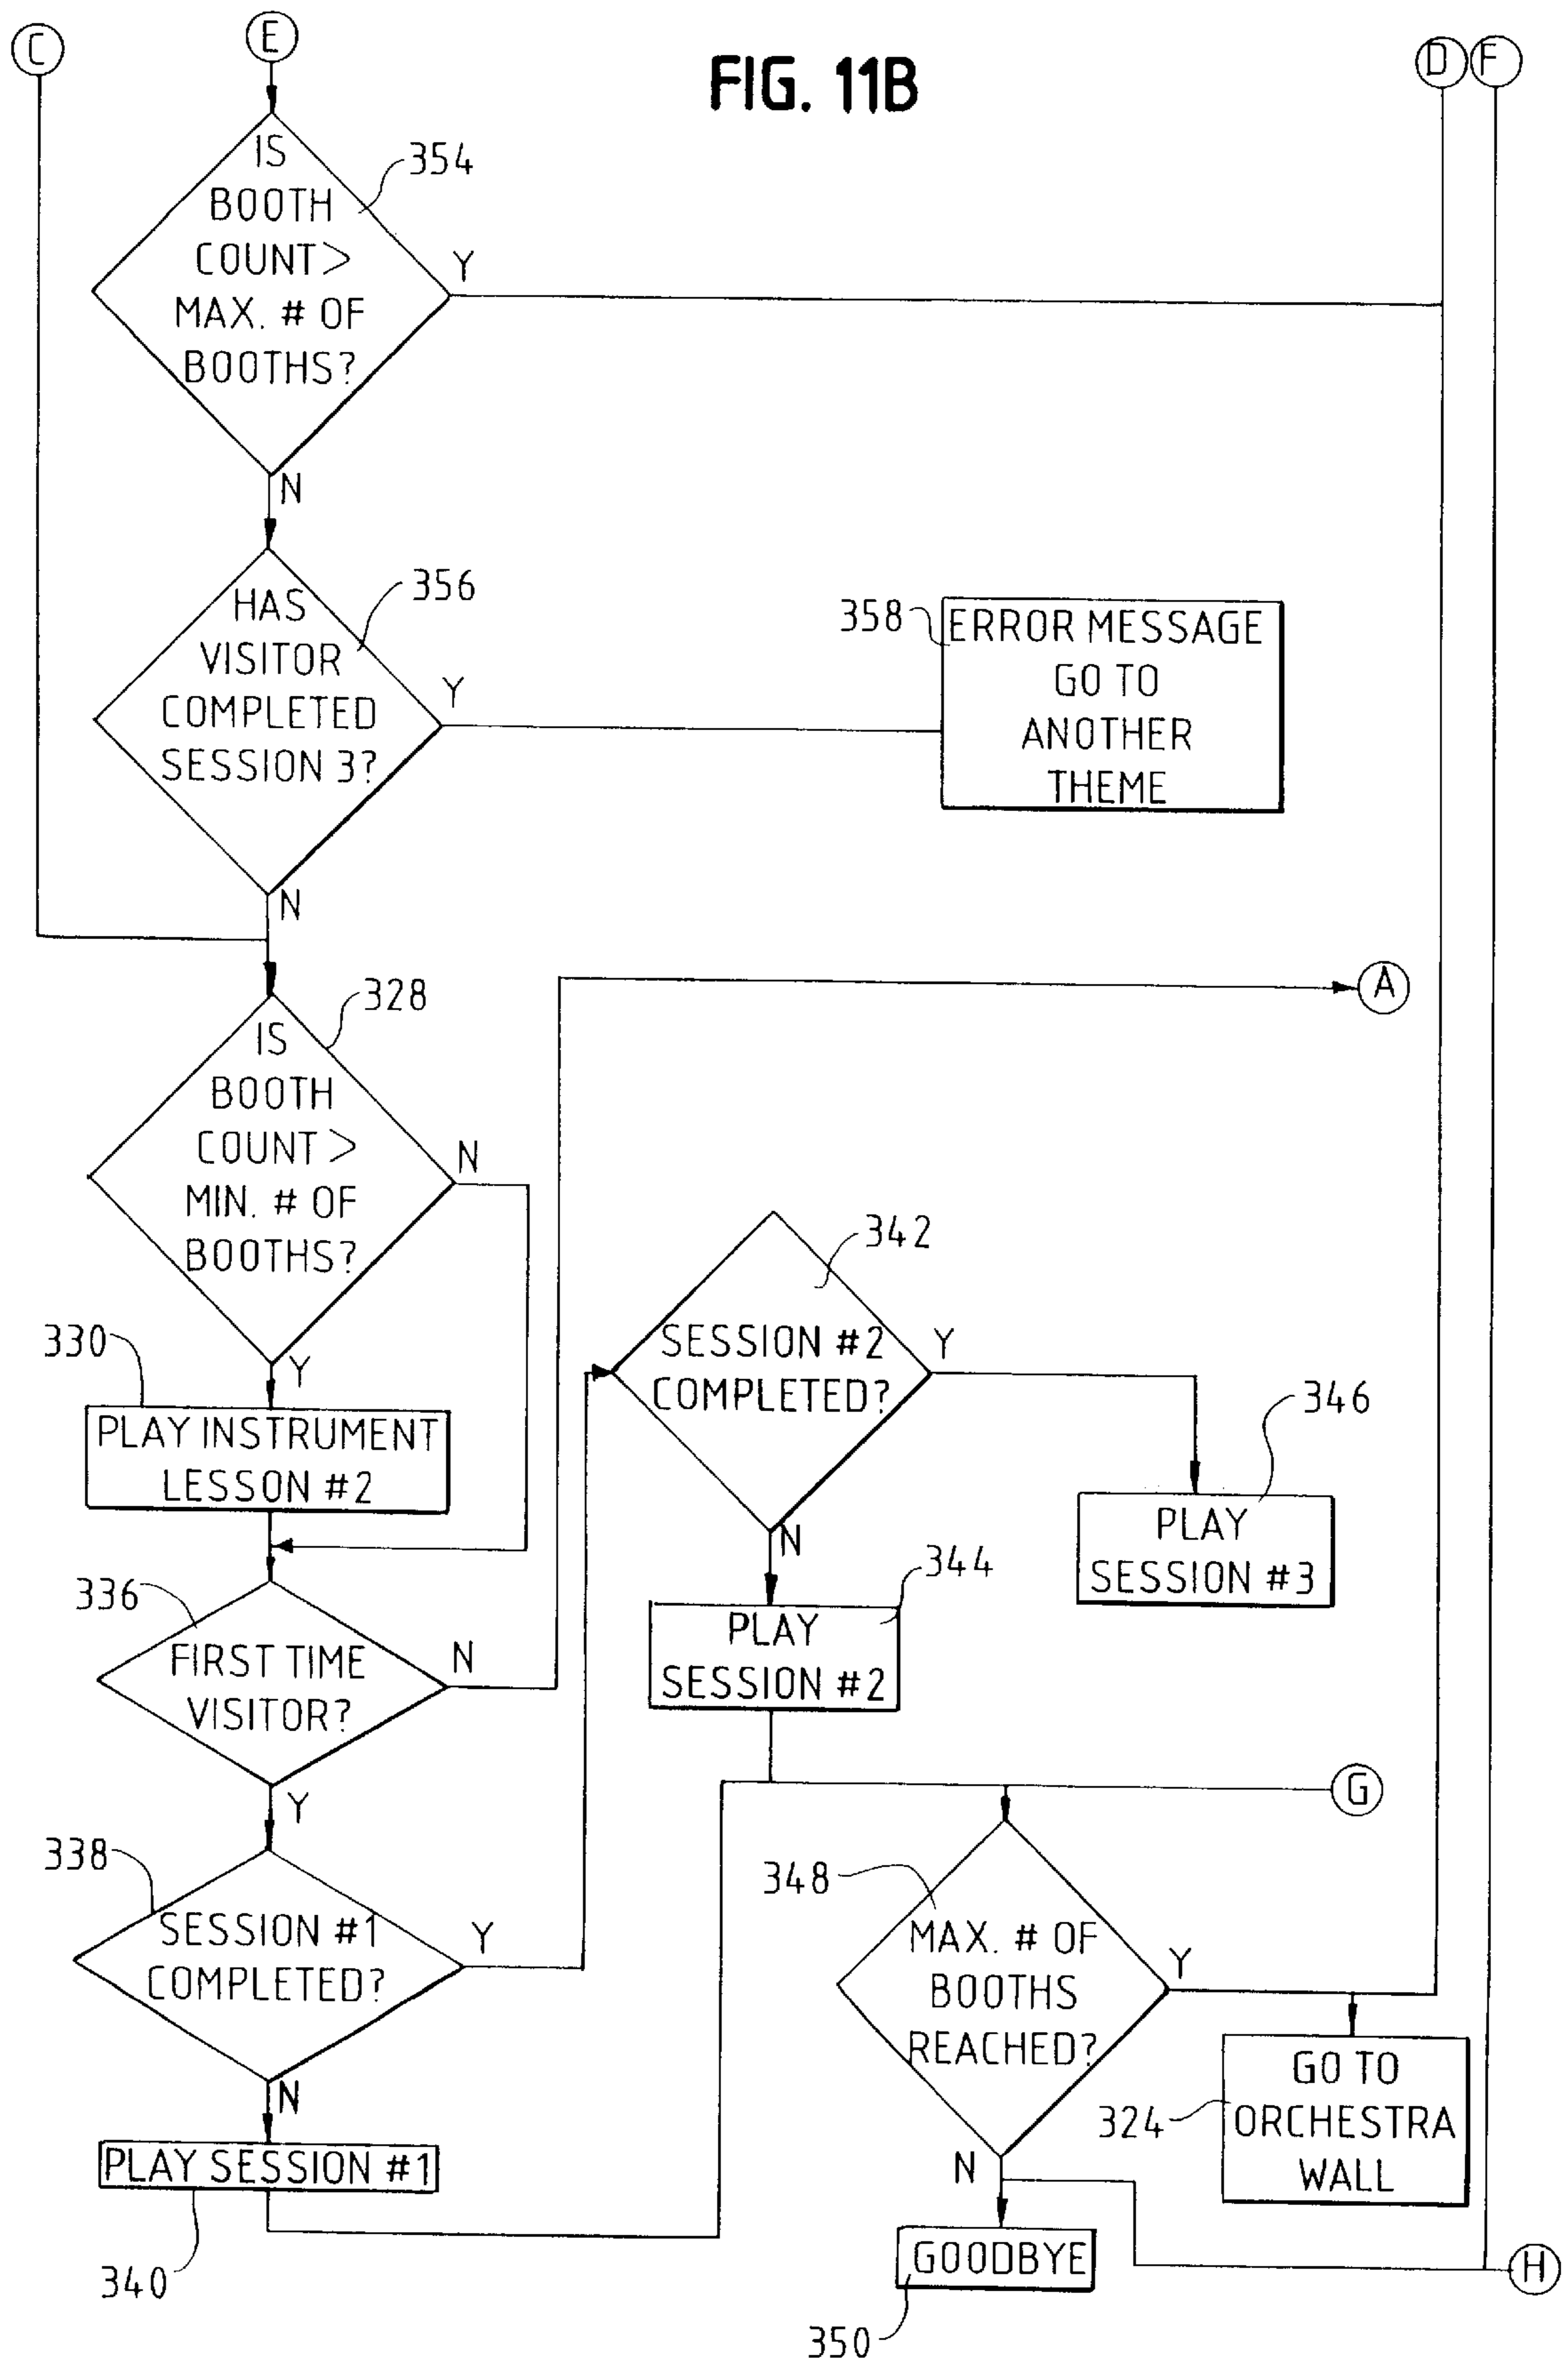 C
E
FIG. 11B
D
F
354
IS
BOOTH
COUNT>
MAX. # OF
BOOTHS?
Y
N
356
HAS
VISITOR
COMPLETED
SESSION 3?
Y
N
358
ERROR MESSAGE
GO TO
ANOTHER
THEME
A
328
IS
BOOTH
COUNT>
MIN. # OF
BOOTHS?
N
Y
330
PLAY INSTRUMENT
LESSON #2
336
FIRST TIME
VISITOR?
N
Y
338
SESSION #1
COMPLETED?
Y
N
PLAY SESSION #1
340
342
SESSION #2
COMPLETED?
Y
N
346
PLAY
SESSION #3
344
PLAY
SESSION #2
G
348
MAX. # OF
BOOTHS
REACHED?
Y
N
324
GO TO
ORCHESTRA
WALL
GOODBYE
350
H